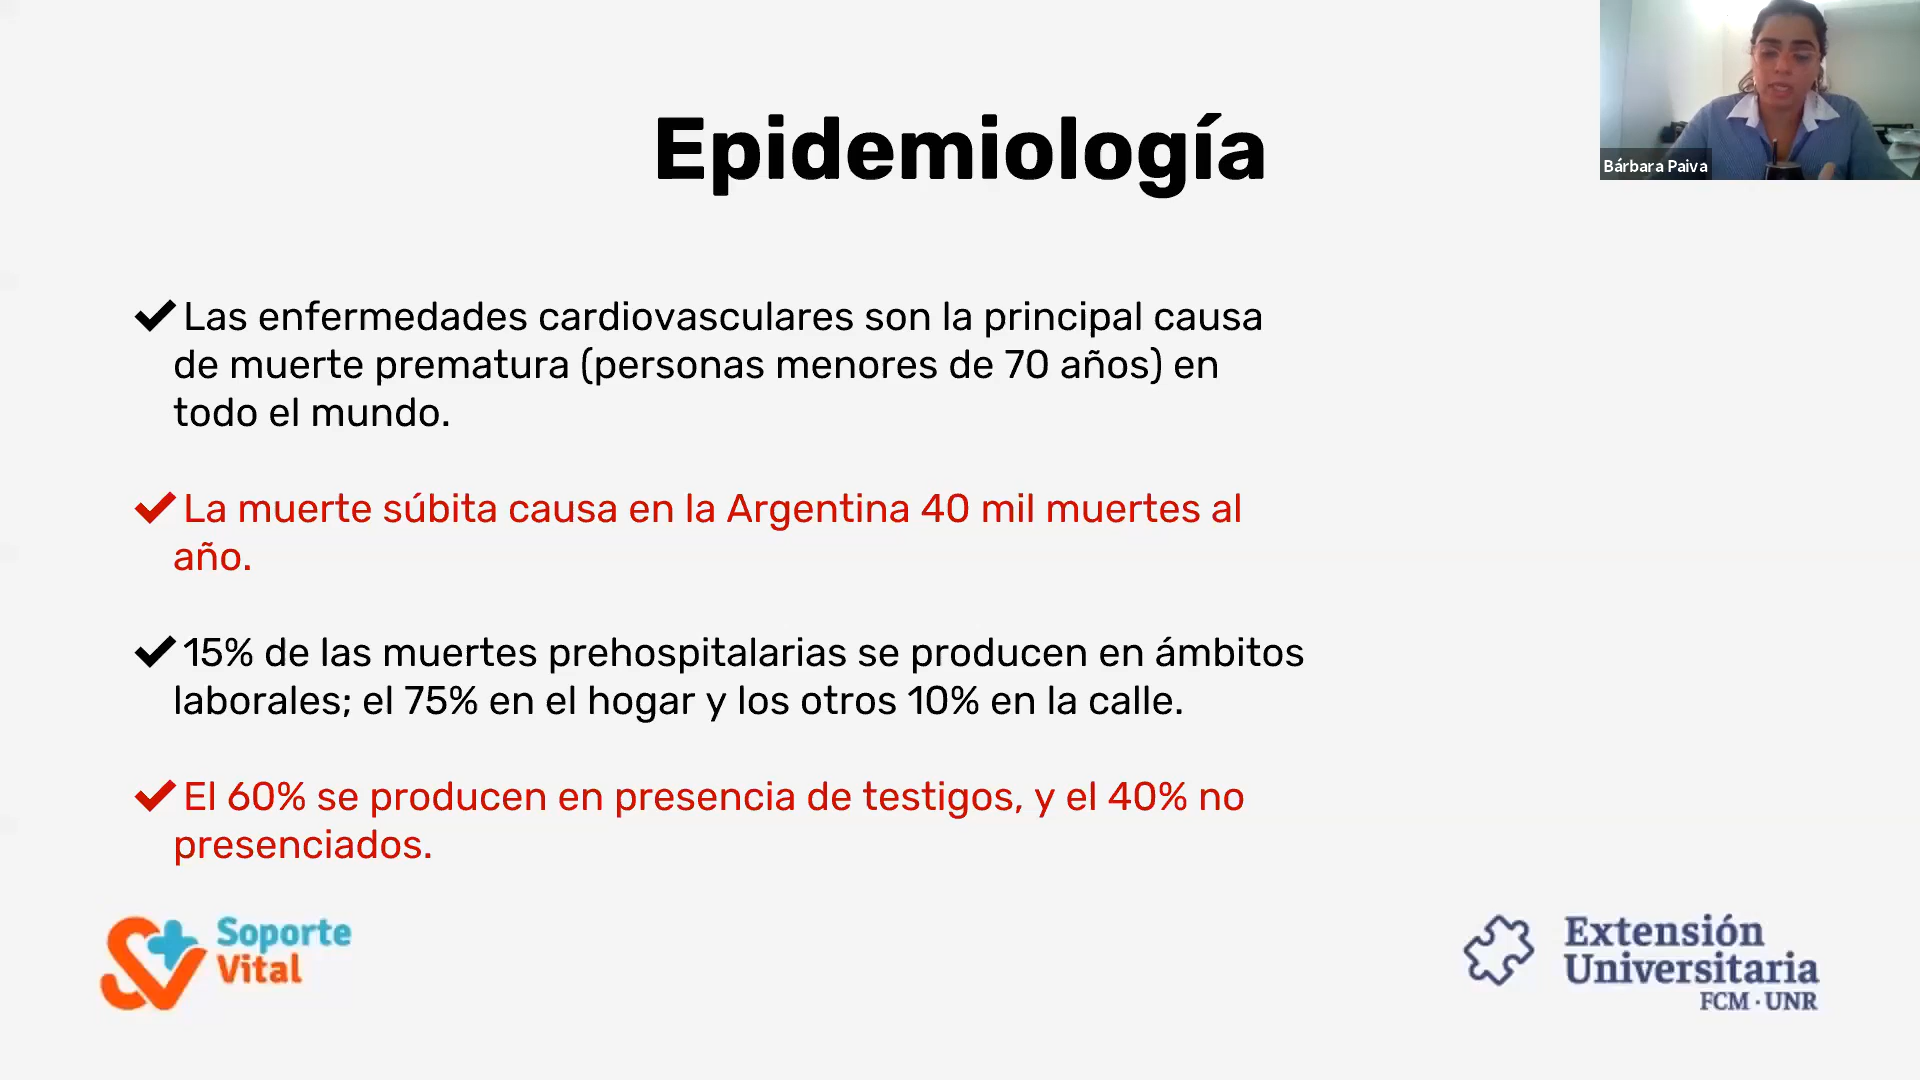 Epidemiología
Bárbara Paiva
Las enfermedades cardiovasculares son la principal causa
de muerte prematura (personas menores de 70 años) en
todo el mundo.
La muerte súbita causa en la Argentina 40 mil muertes al
año.
15% de las muertes prehospitalarias se producen en ámbitos
laborales; el 75% en el hogar y los otros 10% en la calle.
El 60% se producen en presencia de testigos, y el 40% no
presenciados.
Soporte
Vital
Extensión
Universitaria
FCM · UNR